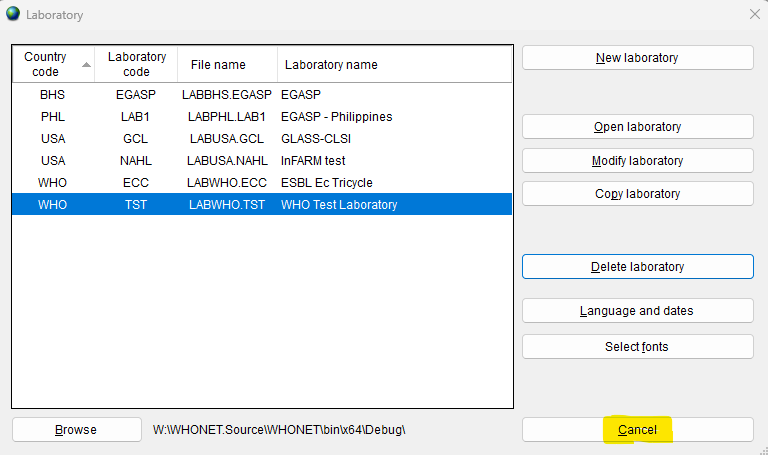 Laboratory
Country code Laboratory code File name Laboratory name
BHS EGASP LABBHS.EGASP EGASP
PHL LAB1 LABPHL.LAB1 EGASP - Philippines
USA GCL LABUSA.GCL GLASS-CLSI
USA NAHL LABUSA.NAHL InFARM test
WHO ECC LABWHO.ECC ESBL Ec Tricycle
WHO TST LABWHO.TST WHO Test Laboratory
New laboratory
Open laboratory
Modify laboratory
Copy laboratory
Delete laboratory
Language and dates
Select fonts
Browse W:\WHONET.Source\WHONET\bin\x64\Debug\ Cancel